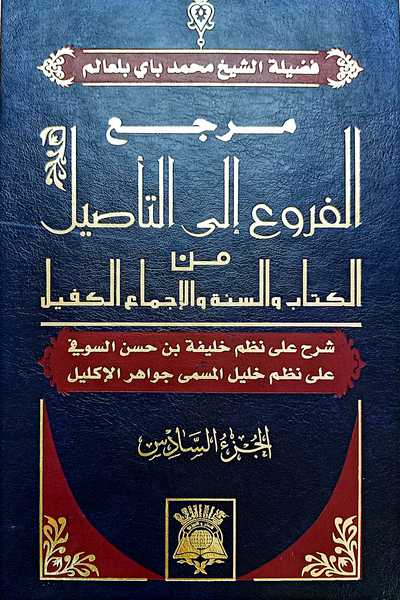 فضيلة الشيخ محمد باي بلعالم
مرجع
الفروع إلى التأصيل
من
الكتاب والسنة والإجماع الكفيل
شرح على نظم خليفة بن حسن السوفي
على نظم خليل المسمى جواهر الإكليل
الجزء السادس